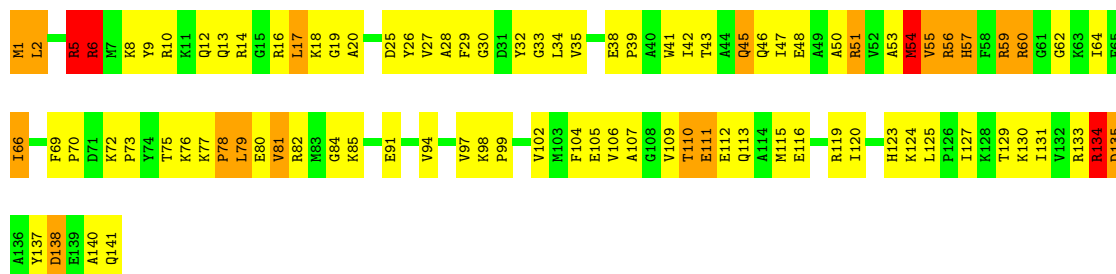 M1 L2 R5 R6 M7 K8 Y9 R10 K11 Q12 Q13 R14 G15 R16 L17 K18 G19 A20 D25 Y26 V27 A28 F29 G30 D31 Y32 G33 L34 V35 E38 P39 A40 W41 I42 T43 A44 Q45 Q46 I47 E48 A49 A50 R51 V52 A53 M54 V55 R56 H57 F58 R59 R60 G61 G62 K63 I64 F65
I66 F69 P70 D71 K72 P73 Y74 T75 K76 K77 P78 L79 E80 V81 R82 M83 G84 K85 E91 V94 V97 K98 P99 V102 M103 F104 E105 V106 A107 G108 V109 T110 E111 E112 Q113 A114 M115 E116 R119 I120 H123 K124 L125 P126 I127 K128 T129 K130 I131 V132 R133 R134 D135
A136 Y137 D138 E139 A140 Q141